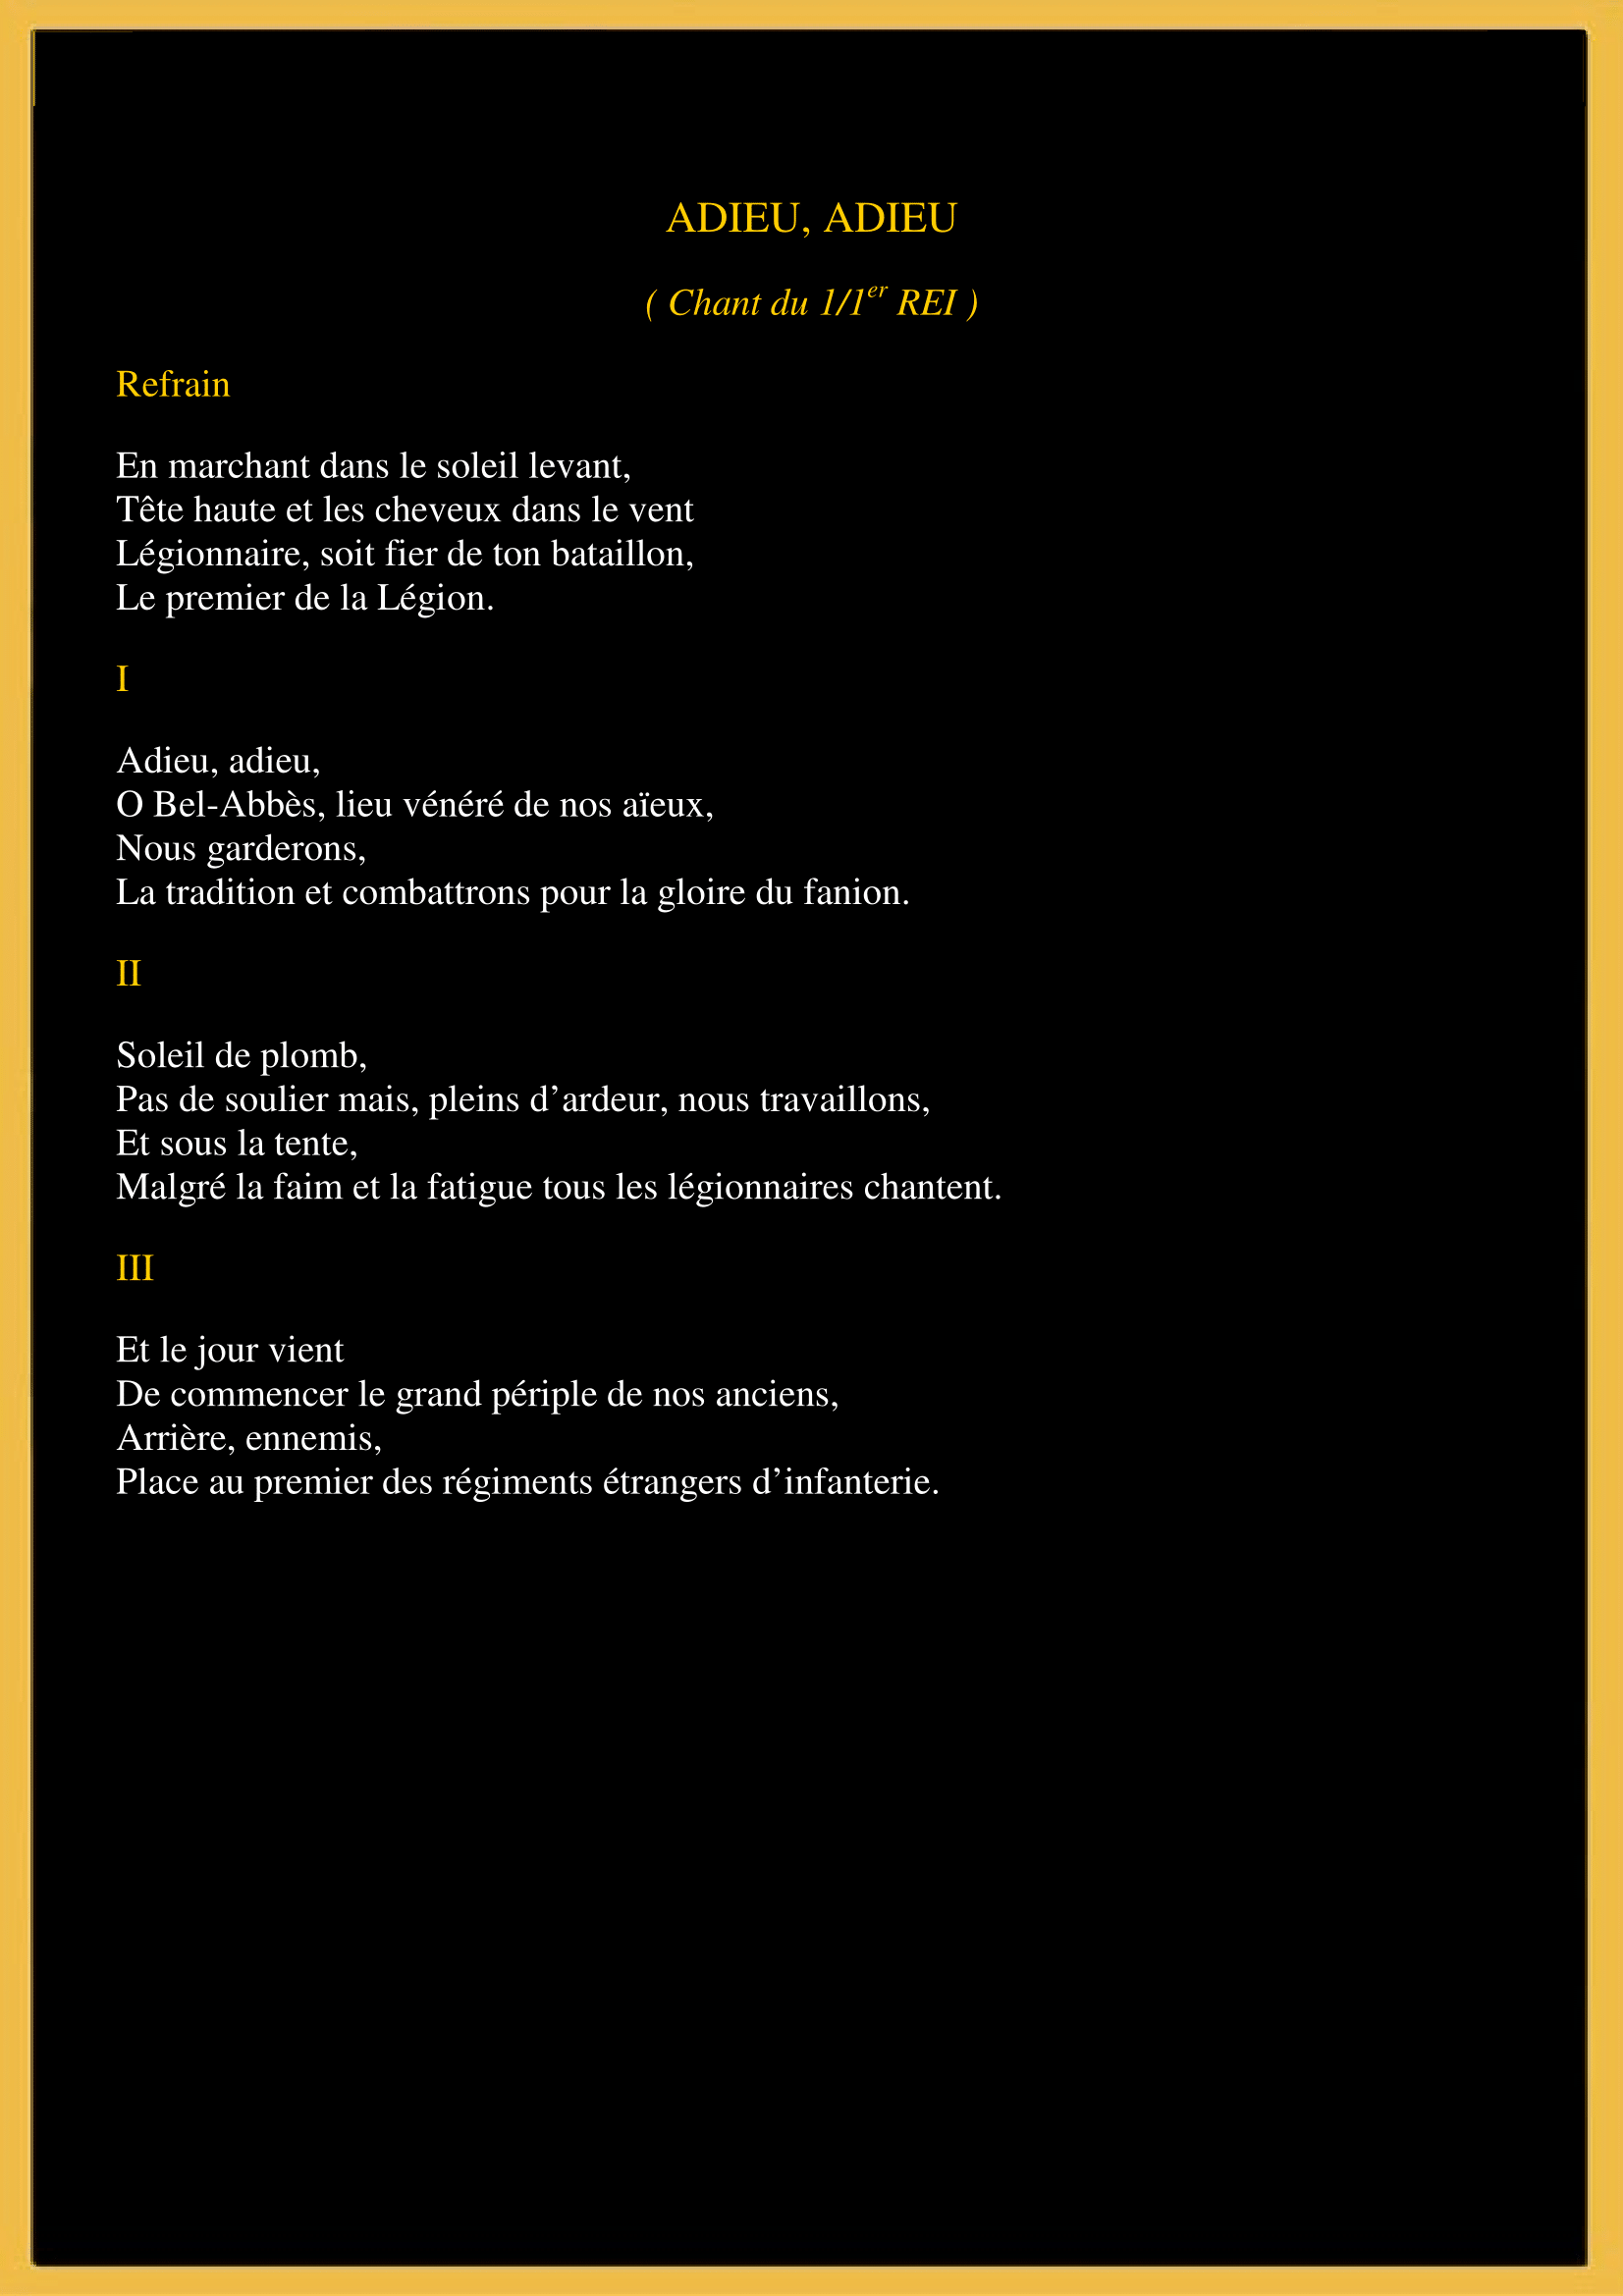 ADIEU, ADIEU
( Chant du 1/1er REI )
Refrain
En marchant dans le soleil levant,
Tête haute et les cheveux dans le vent
Légionnaire, soit fier de ton bataillon,
Le premier de la Légion.
I
Adieu, adieu,
O Bel-Abbès, lieu vénéré de nos aïeux,
Nous garderons,
La tradition et combattrons pour la gloire du fanion.
II
Soleil de plomb,
Pas de soulier mais, pleins d’ardeur, nous travaillons,
Et sous la tente,
Malgré la faim et la fatigue tous les légionnaires chantent.
III
Et le jour vient
De commencer le grand périple de nos anciens,
Arrière, ennemis,
Place au premier des régiments étrangers d’infanterie.